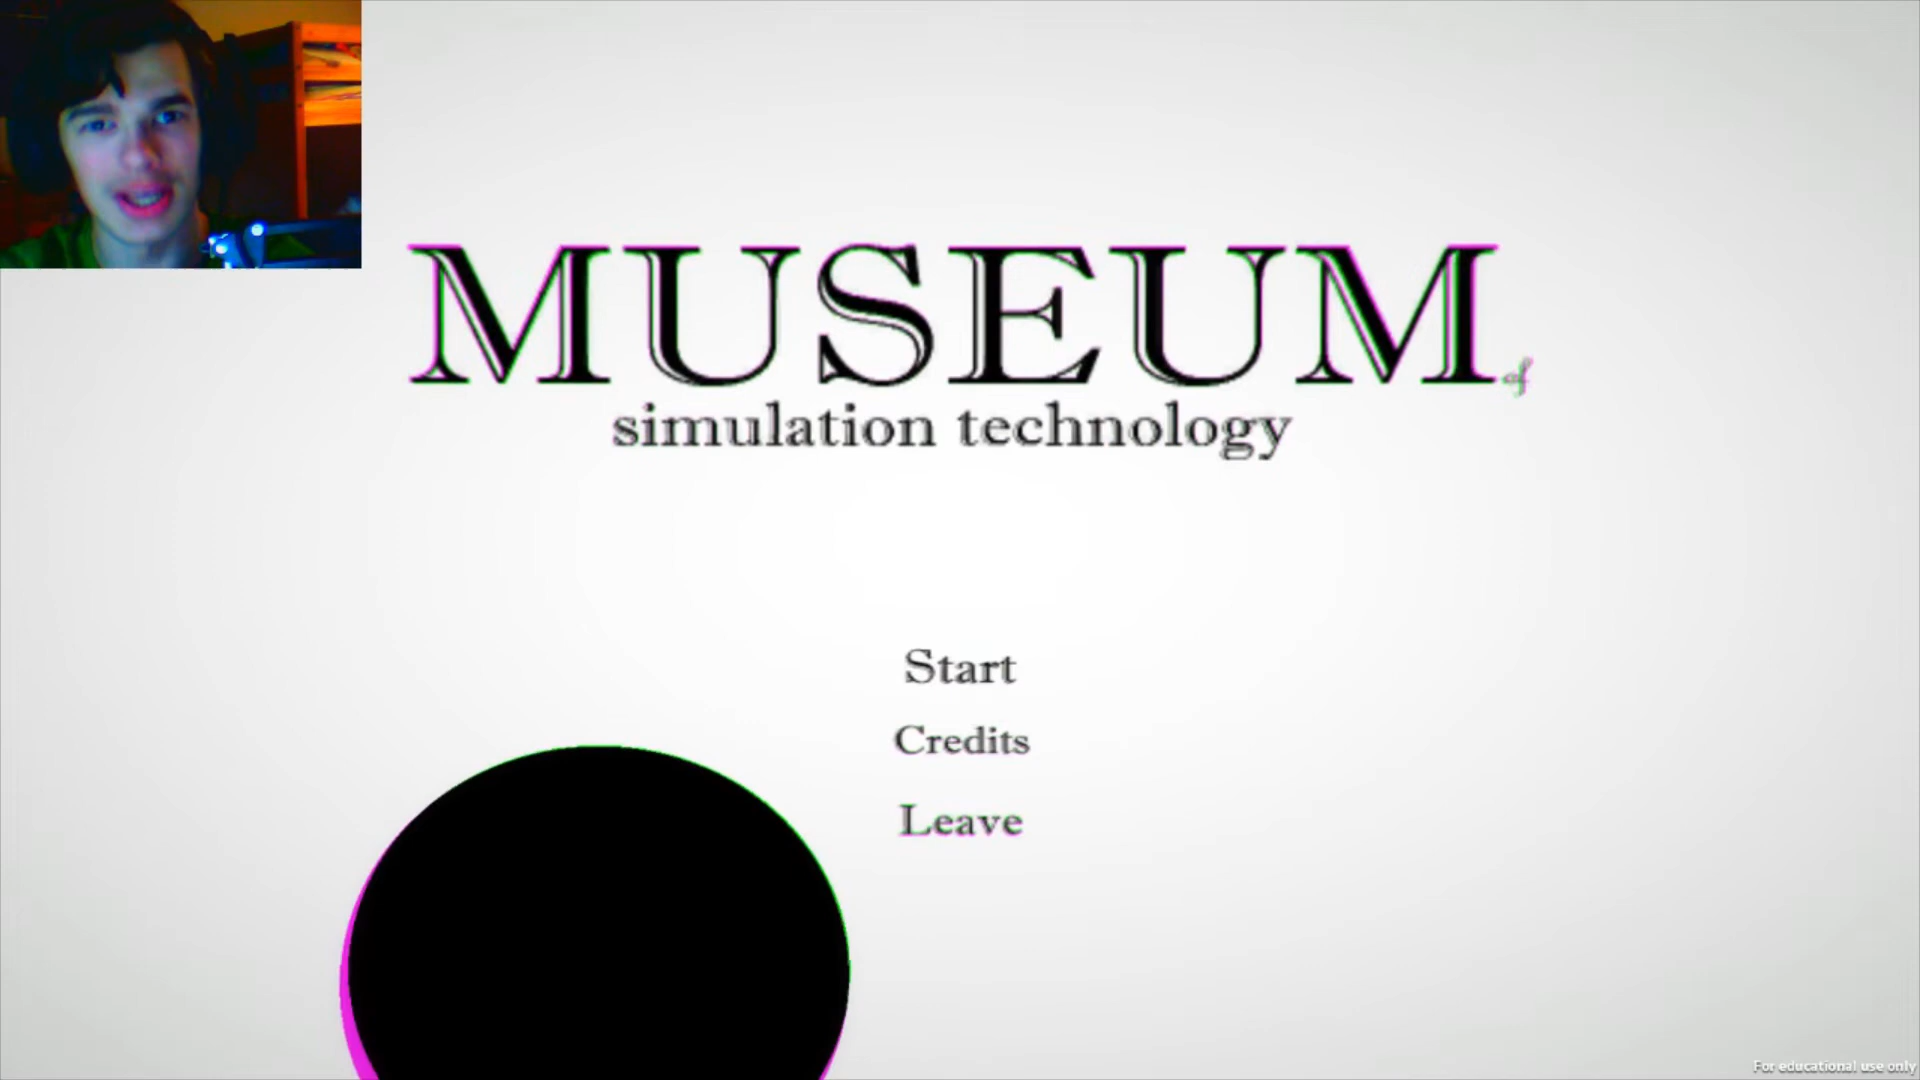 MUSEUM of
simulation technology
Start
Credits
Leave
For educational use only